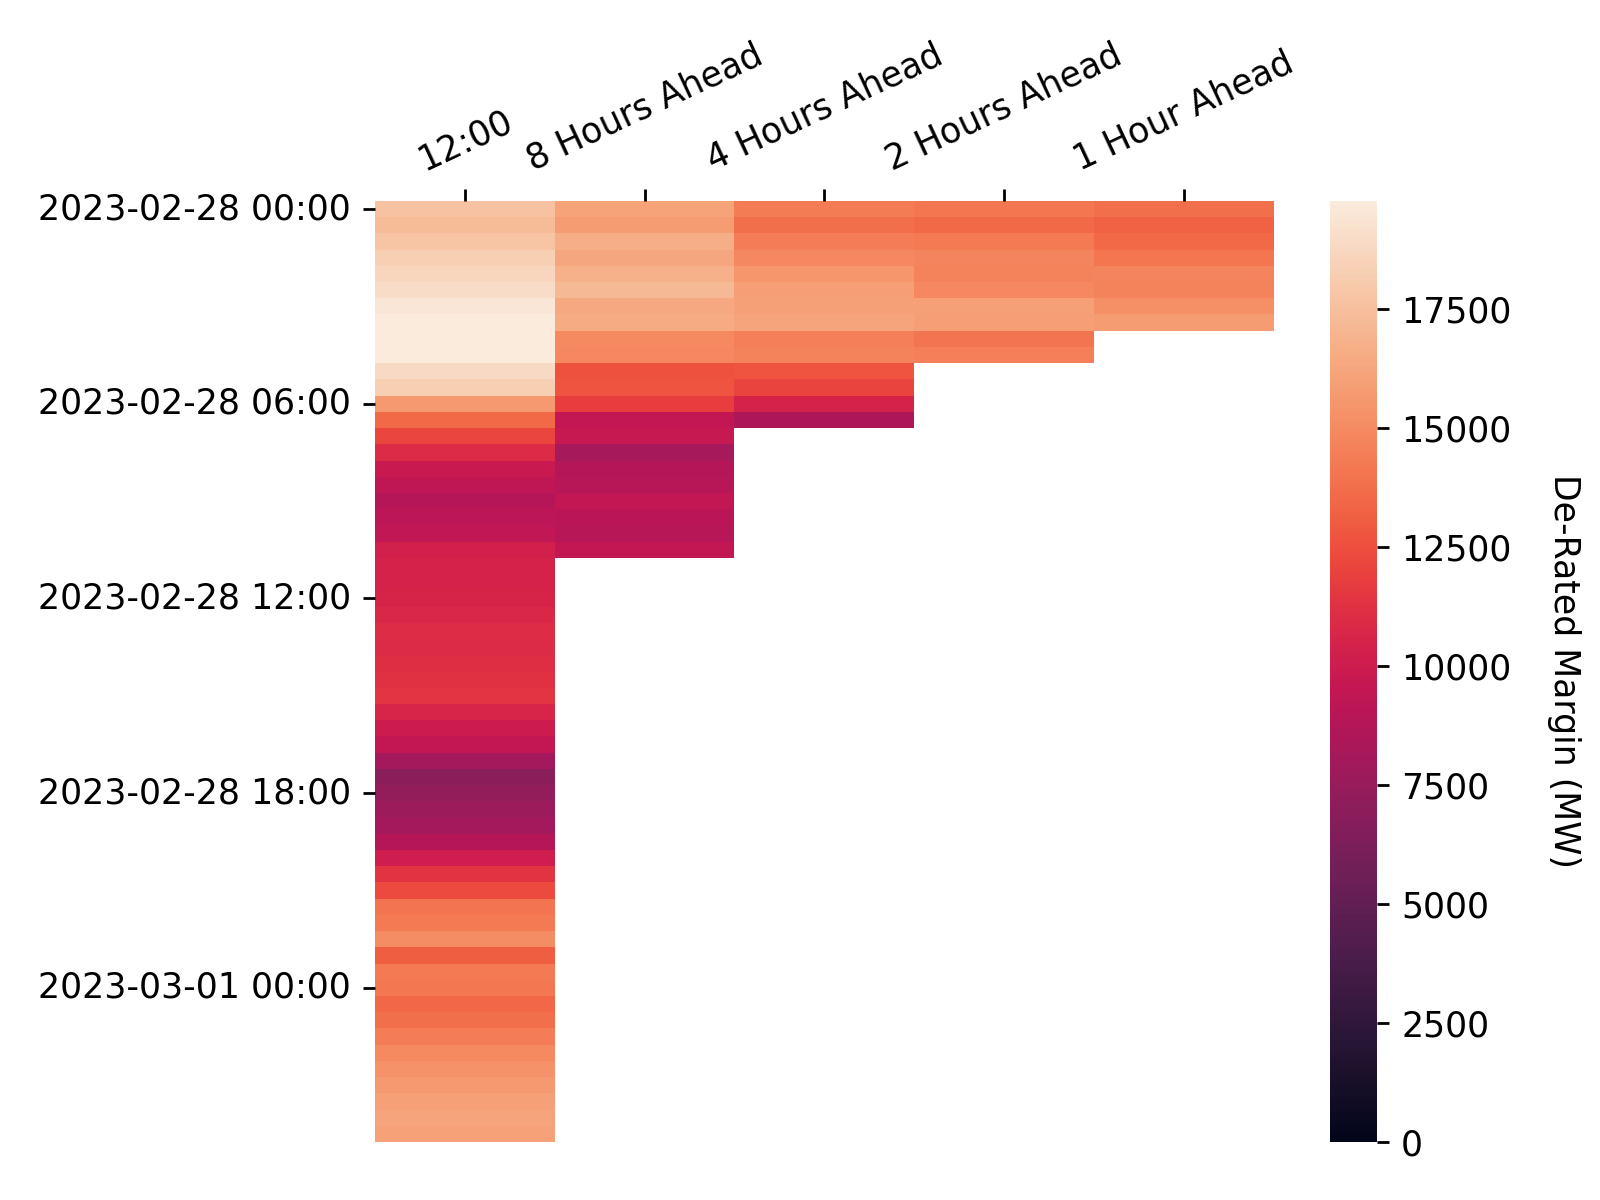 12:00
8 Hours Ahead
4 Hours Ahead
2 Hours Ahead
1 Hour Ahead
2023-02-28 00:00
2023-02-28 06:00
2023-02-28 12:00
2023-02-28 18:00
2023-03-01 00:00
17500
15000
12500
10000
7500
5000
2500
0
De-Rated Margin (MW)